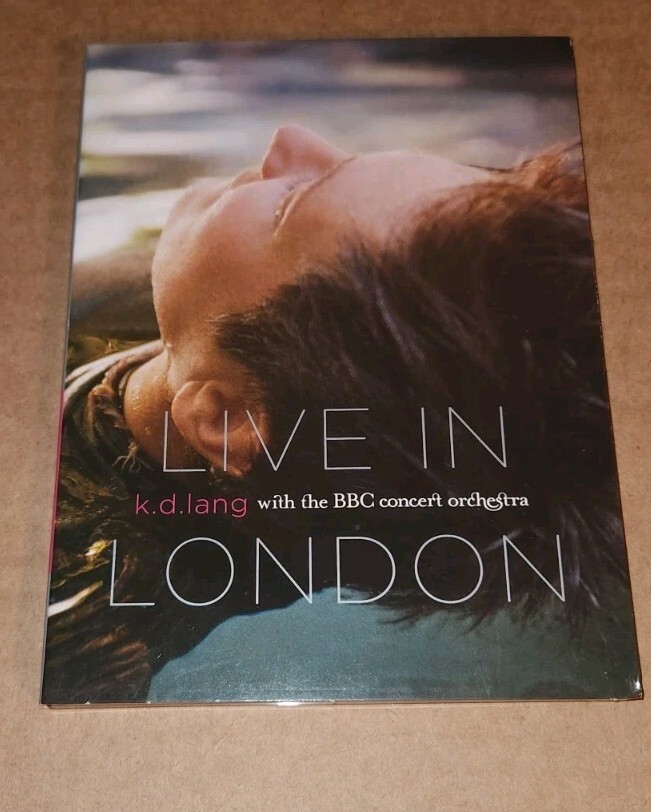 LIVE IN
k.d.lang with the BBC concert orchestra
LONDON